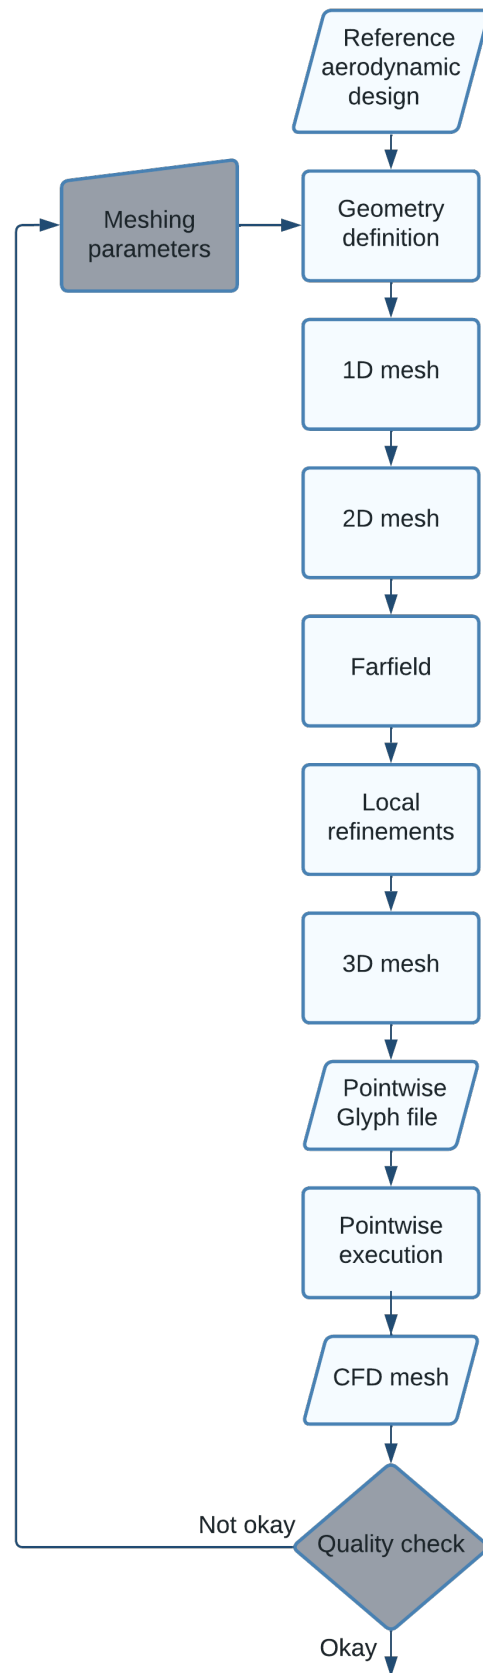 Reference
aerodynamic
design
Meshing
parameters
Geometry
definition
1D mesh
2D mesh
Farfield
Local
refinements
3D mesh
Pointwise
Glyph file
Pointwise
execution
CFD mesh
Not okay
Quality check
Okay